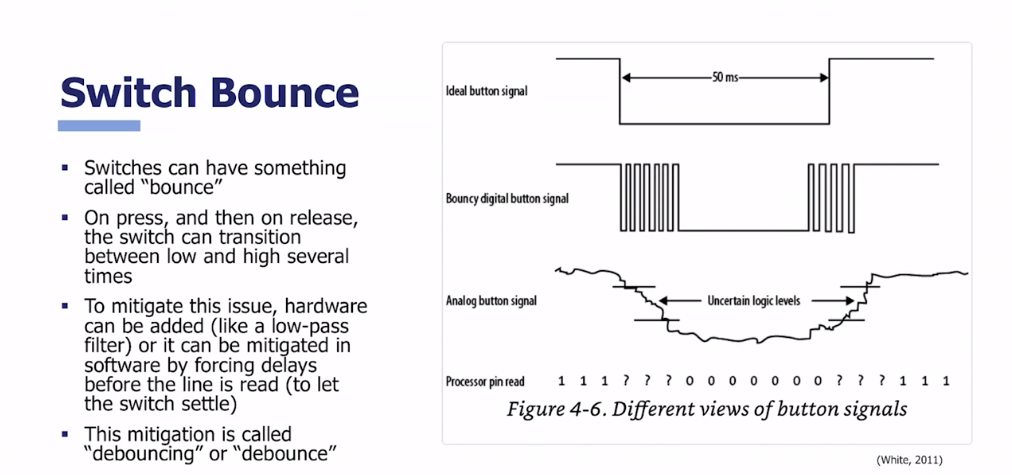 Switch Bounce
▪ Switches can have something
called “bounce”
▪ On press, and then on release,
the switch can transition
between low and high several
times
▪ To mitigate this issue, hardware
can be added (like a low-pass
filter) or it can be mitigated in
software by forcing delays
before the line is read (to let
the switch settle)
▪ This mitigation is called
“debouncing” or “debounce”
Ideal button signal
50 ms
Bouncy digital button signal
Analog button signal
Uncertain logic levels
Processor pin read 1 1 1 ? ? ? 0 0 0 0 0 0 0 ? ? ? 1 1 1
Figure 4-6. Different views of button signals
(White, 2011)